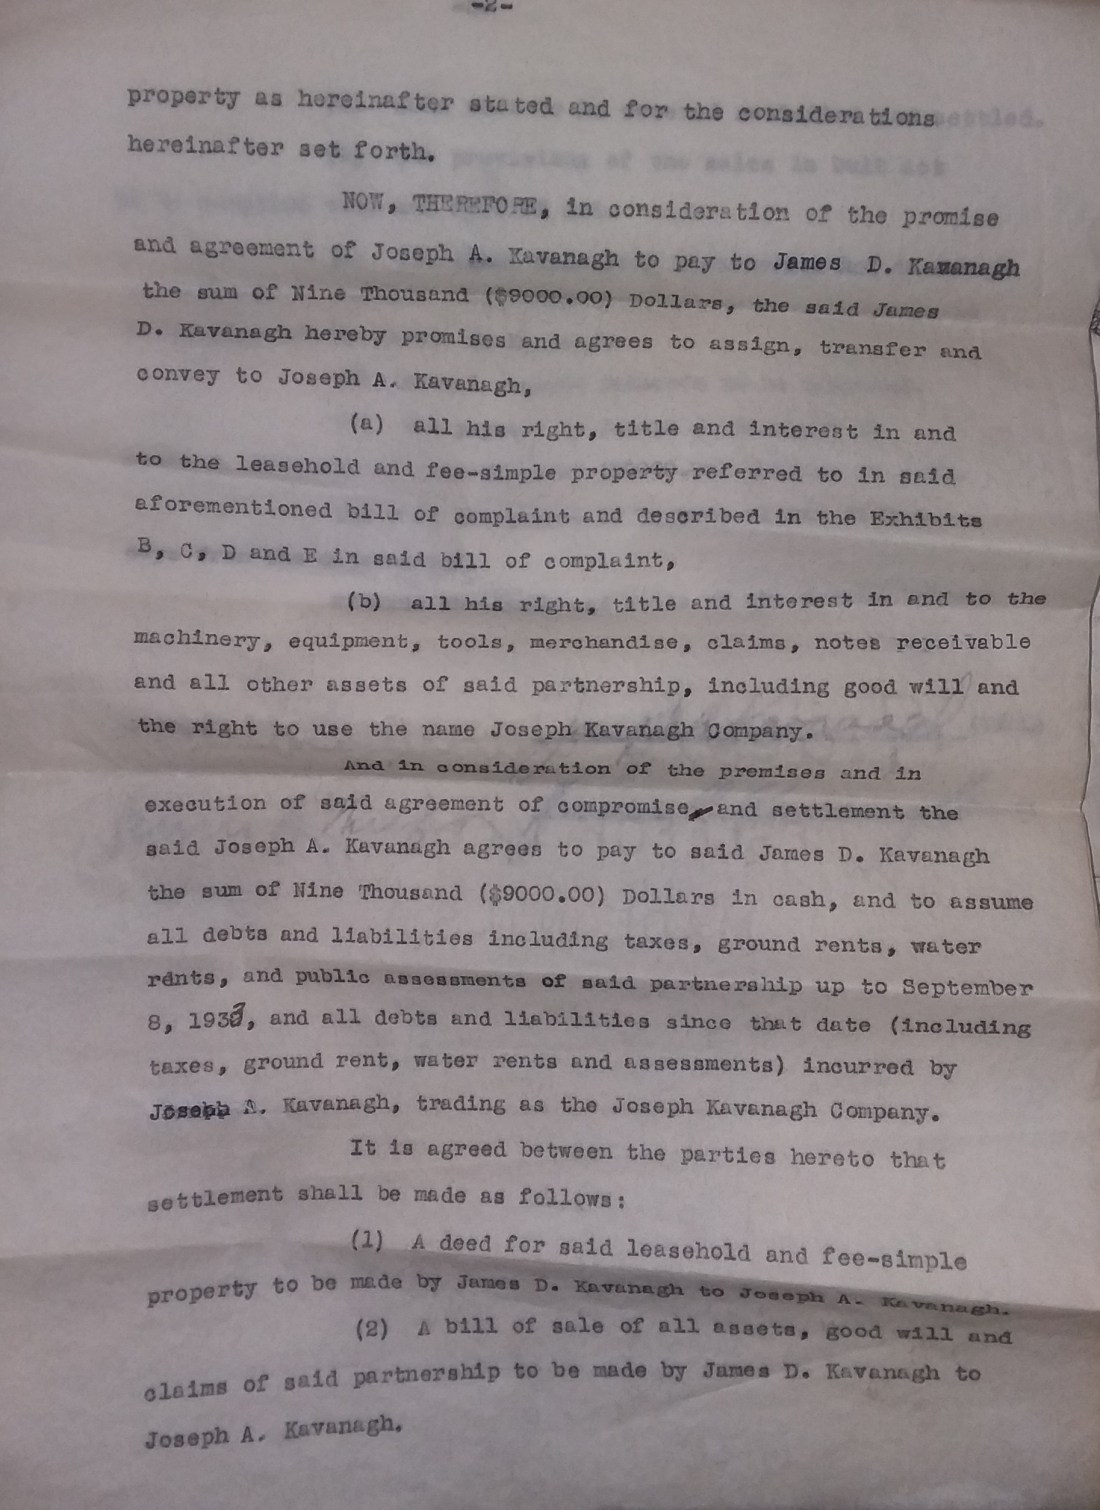 -2-
property as hereinafter stated and for the considerations
hereinafter set forth.
NOW, THEREFORE, in consideration of the promise
and agreement of Joseph A. Kavanagh to pay to James D. Kavanagh
the sum of Nine Thousand ($9000.00) Dollars, the said James
D. Kavanagh hereby promises and agrees to assign, transfer and
convey to Joseph A. Kavanagh,
(a) all his right, title and interest in and
to the leasehold and fee-simple property referred to in said
aforementioned bill of complaint and described in the Exhibits
B, C, D and E in said bill of complaint,
(b) all his right, title and interest in and to the
machinery, equipment, tools, merchandise, claims, notes receivable
and all other assets of said partnership, including good will and
the right to use the name Joseph Kavanagh Company.
And in consideration of the premises and in
execution of said agreement of compromise and settlement the
said Joseph A. Kavanagh agrees to pay to said James D. Kavanagh
the sum of Nine Thousand ($9000.00) Dollars in cash, and to assume
all debts and liabilities including taxes, ground rents, water
rents, and public assessments of said partnership up to September
8, 1933, and all debts and liabilities since that date (including
taxes, ground rent, water rents and assessments) incurred by
Joseph A. Kavanagh, trading as the Joseph Kavanagh Company.
It is agreed between the parties hereto that
settlement shall be made as follows:
(1) A deed for said leasehold and fee-simple
property to be made by James D. Kavanagh to Joseph A. Kavanagh.
(2) A bill of sale of all assets, good will and
claims of said partnership to be made by James D. Kavanagh to
Joseph A. Kavanagh.